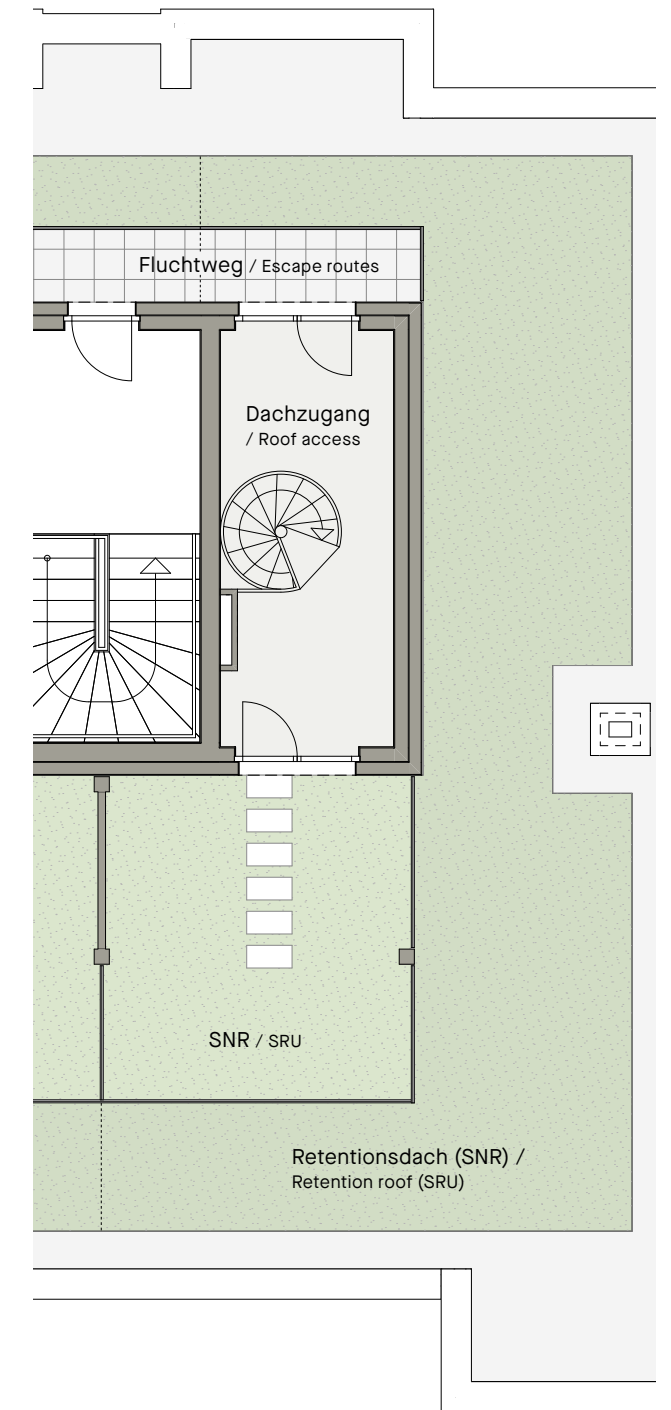 Fluchtweg / Escape routes
Dachzugang
/ Roof access
SNR / SRU
Retentionsdach (SNR) /
Retention roof (SRU)